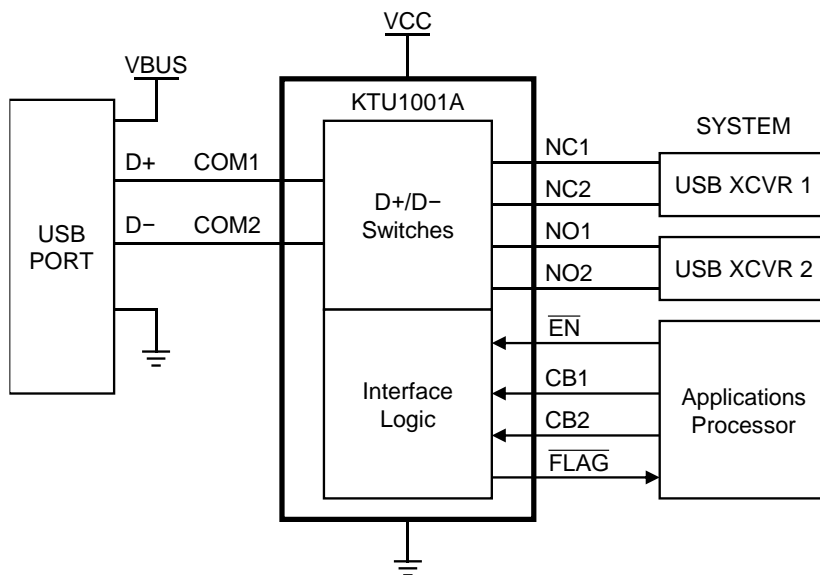 VCC
VBUS
KTU1001A
SYSTEM
D+ COM1
D− COM2
USB
PORT
D+/D−
Switches
NC1
NC2
NO1
NO2
USB XCVR 1
USB XCVR 2
Interface
Logic
EN
CB1
CB2
FLAG
Applications
Processor